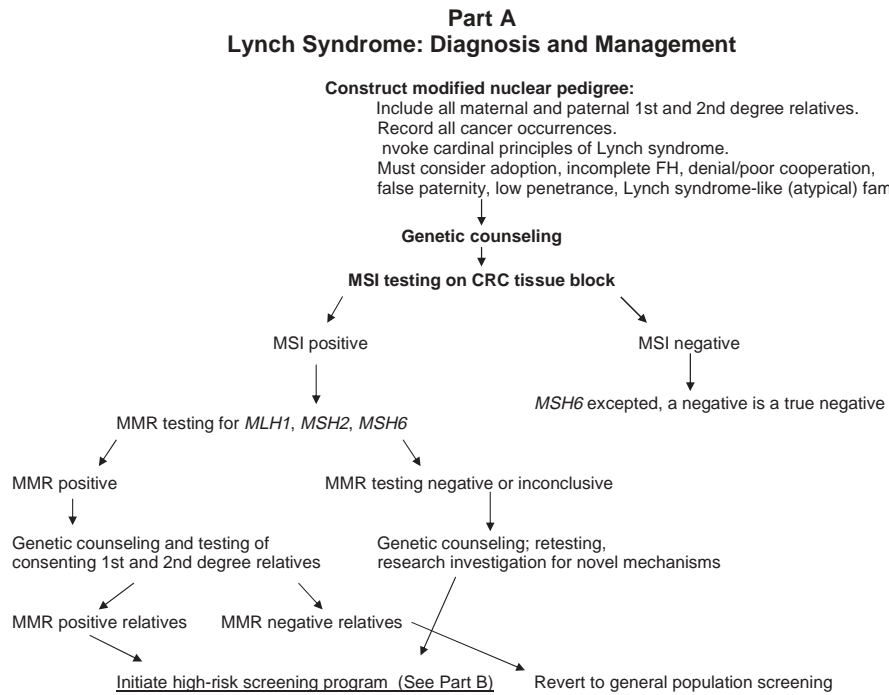 Part A
Lynch Syndrome: Diagnosis and Management
Construct modified nuclear pedigree:
Include all maternal and paternal 1st and 2nd degree relatives.
Record all cancer occurrences.
nvoke cardinal principles of Lynch syndrome.
Must consider adoption, incomplete FH, denial/poor cooperation,
false paternity, low penetrance, Lynch syndrome-like (atypical) fam
Genetic counseling
MSI testing on CRC tissue block
MSI positive
MSI negative
MSH6 excepted, a negative is a true negative
MMR testing for MLH1, MSH2, MSH6
MMR positive
MMR testing negative or inconclusive
Genetic counseling and testing of
consenting 1st and 2nd degree relatives
Genetic counseling; retesting,
research investigation for novel mechanisms
MMR positive relatives
MMR negative relatives
Initiate high-risk screening program (See Part B)
Revert to general population screening